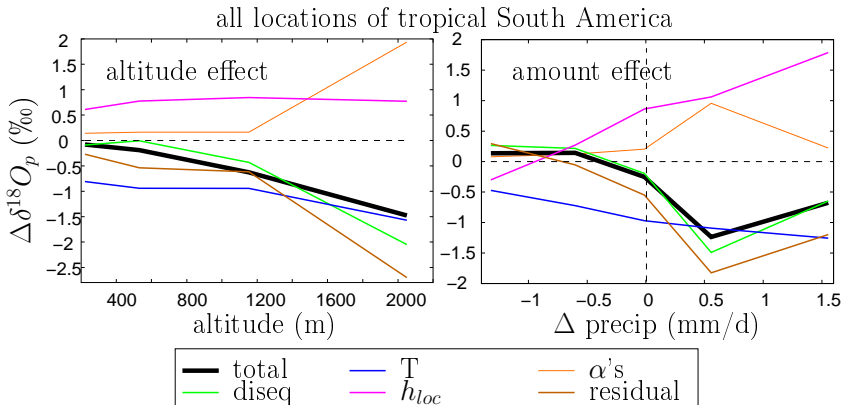 all locations of tropical South America
altitude effect
amount effect
Δδ¹⁸Oₚ (‰)
2
1.5
1
0.5
0
−0.5
−1
−1.5
−2
−2.5
400 800 1200 1600 2000
altitude (m)
2
1.5
1
0.5
0
−0.5
−1
−1.5
−2
−1 −0.5 0 0.5 1 1.5
Δ precip (mm/d)
total T α's
diseq h_loc residual